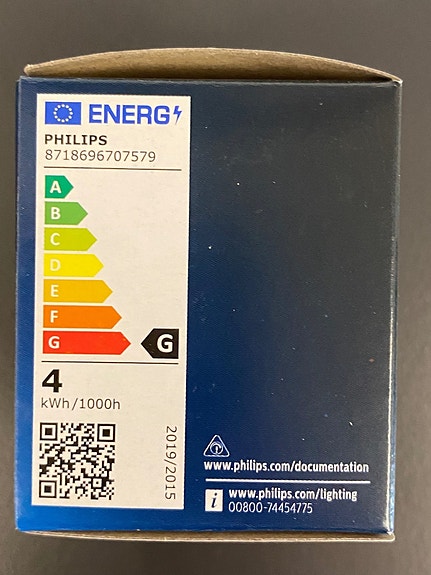 ENERG
PHILIPS
8718696707579
A
B
C
D
E
F
G
G
4
kWh/1000h
2019/2015
www.philips.com/documentation
i www.philips.com/lighting
00800-74454775